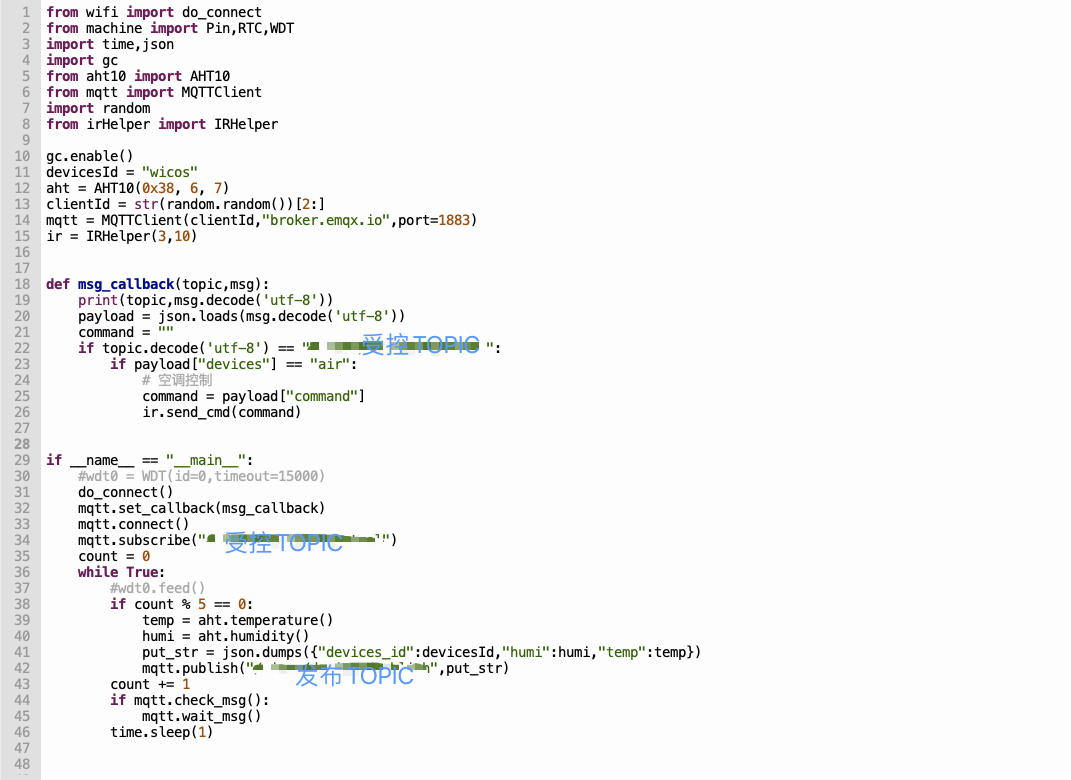 1 from wifi import do_connect
2 from machine import Pin,RTC,WDT
3 import time,json
4 import gc
5 from aht10 import AHT10
6 from mqtt import MQTTClient
7 import random
8 from irHelper import IRHelper
9
10 gc.enable()
11 devicesId = "wicos"
12 aht = AHT10(0x38, 6, 7)
13 clientId = str(random.random())[2:]
14 mqtt = MQTTClient(clientId,"broker.emqx.io",port=1883)
15 ir = IRHelper(3,10)
16
17
18 def msg_callback(topic,msg):
19     print(topic,msg.decode('utf-8'))
20     payload = json.loads(msg.decode('utf-8'))
21     command = ""
22     if topic.decode('utf-8') == "受控TOPIC ":
23         if payload["devices"] == "air":
24             # 空调控制
25             command = payload["command"]
26             ir.send_cmd(command)
27
28
29 if __name__ == "__main__":
30     #wdt0 = WDT(id=0,timeout=15000)
31     do_connect()
32     mqtt.set_callback(msg_callback)
33     mqtt.connect()
34     mqtt.subscribe("受控TOPIC")
35     count = 0
36     while True:
37         #wdt0.feed()
38         if count % 5 == 0:
39             temp = aht.temperature()
40             humi = aht.humidity()
41             put_str = json.dumps({"devices_id":devicesId,"humi":humi,"temp":temp})
42             mqtt.publish("发布TOPIC",put_str)
43         count += 1
44         if mqtt.check_msg():
45             mqtt.wait_msg()
46         time.sleep(1)
47
48